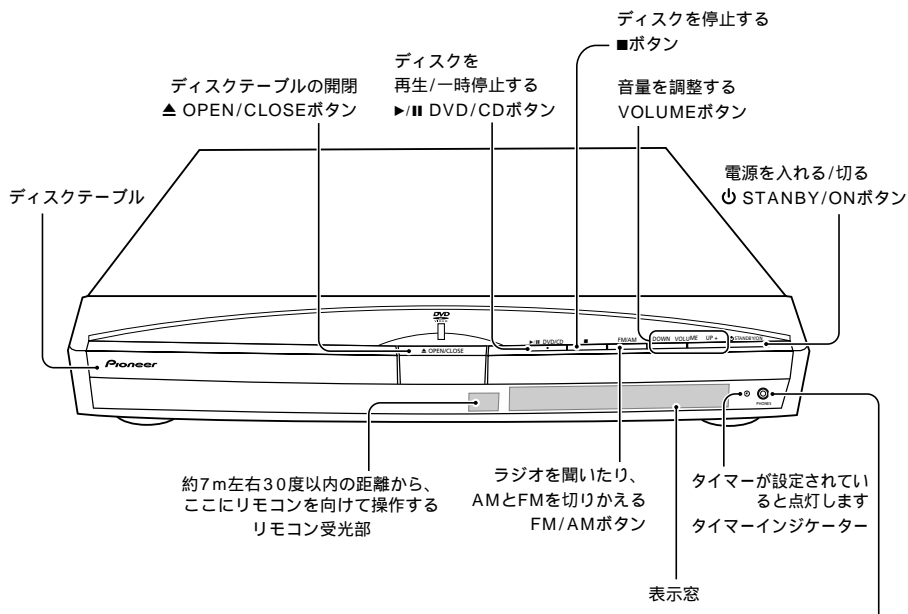 ディスクを停止する
■ボタン
ディスクを
再生/一時停止する
►/II DVD/CDボタン
ディスクテーブルの開閉
▲ OPEN/CLOSEボタン
音量を調整する
VOLUMEボタン
電源を入れる/切る
⏻ STANBY/ONボタン
ディスクテーブル
DVD
►/II DVD/CD
■
FM/AM
DOWN VOLUME UP +
⏻STANDBY/ON
▲ OPEN/CLOSE
Pioneer
PHONES
約7m左右30度以内の距離から、
ここにリモコンを向けて操作する
リモコン受光部
ラジオを聞いたり、
AMとFMを切りかえる
FM/AMボタン
タイマーが設定されてい
ると点灯します
タイマーインジケーター
表示窓